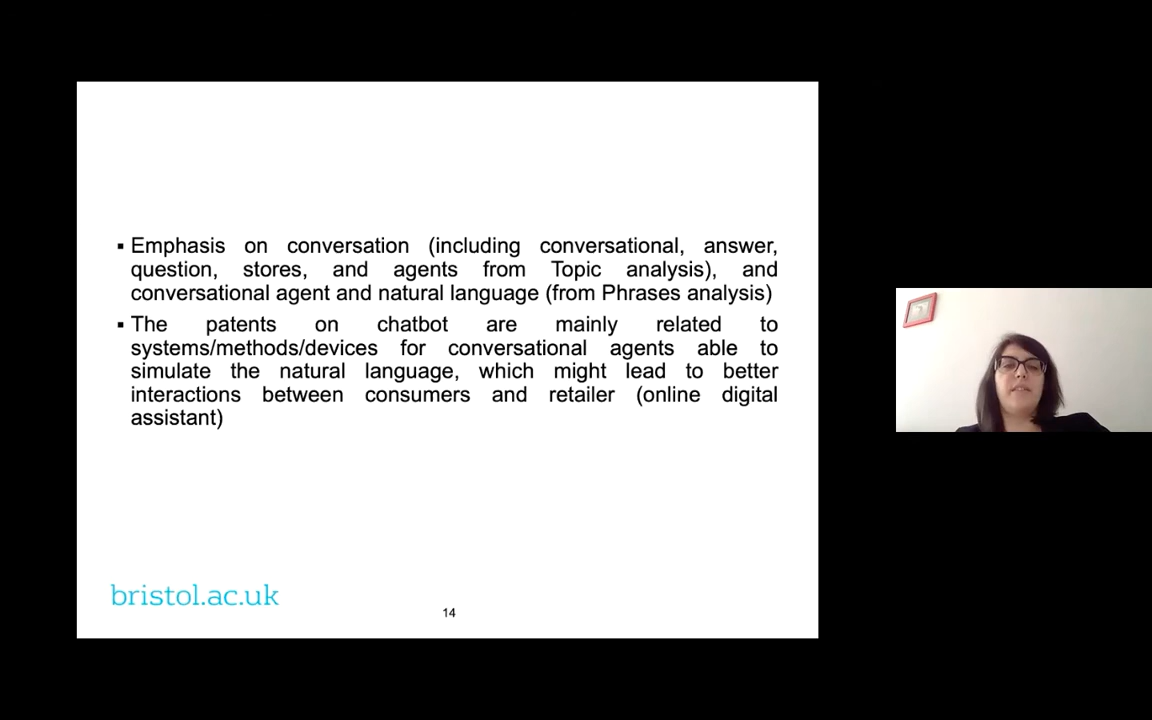 ▪ Emphasis on conversation (including conversational, answer,
question, stores, and agents from Topic analysis), and
conversational agent and natural language (from Phrases analysis)
▪ The patents on chatbot are mainly related to
systems/methods/devices for conversational agents able to
simulate the natural language, which might lead to better
interactions between consumers and retailer (online digital
assistant)
bristol.ac.uk
14